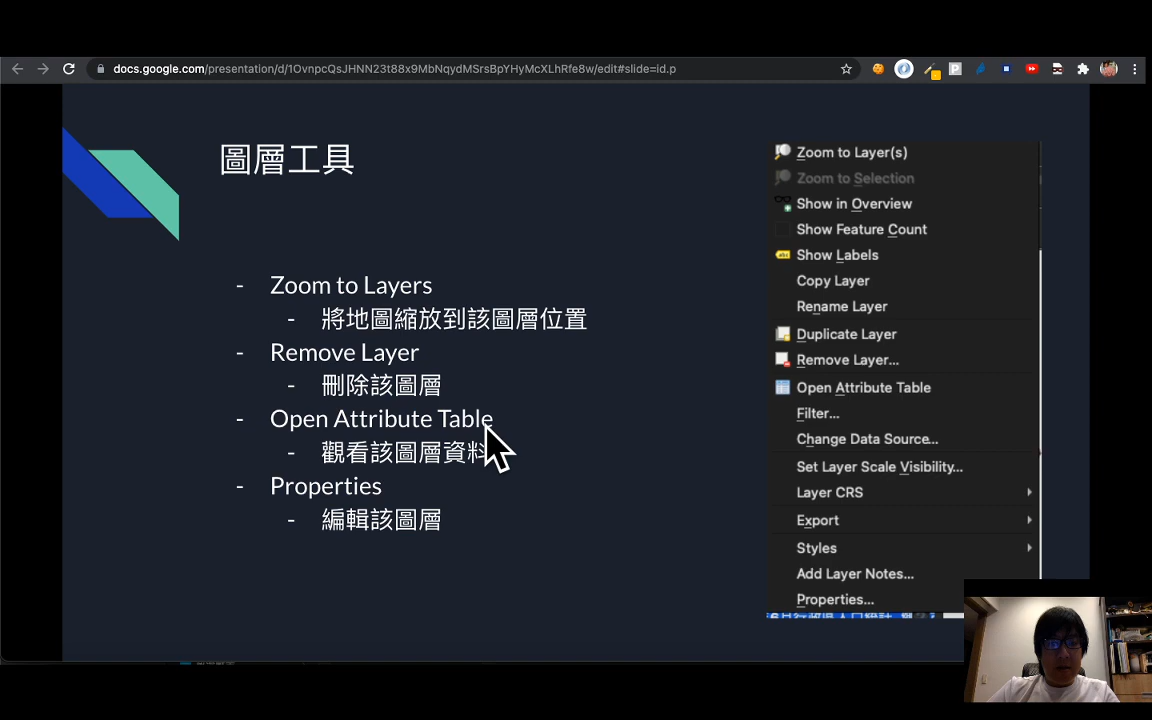 docs.google.com/presentation/d/1OvnpcQsJHNN23t88x9MbNqydMSrsBpYHyMcXLhRfe8w/edit#slide=id.p
圖層工具
- Zoom to Layers
- 將地圖縮放到該圖層位置
- Remove Layer
- 刪除該圖層
- Open Attribute Table
- 觀看該圖層資料
- Properties
- 編輯該圖層
Zoom to Layer(s)
Zoom to Selection
Show in Overview
Show Feature Count
Show Labels
Copy Layer
Rename Layer
Duplicate Layer
Remove Layer...
Open Attribute Table
Filter...
Change Data Source...
Set Layer Scale Visibility...
Layer CRS
Export
Styles
Add Layer Notes...
Properties...